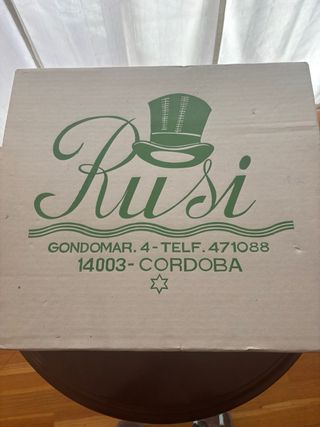 Rusi
GONDOMAR. 4 - TELF. 471088
14003 - CORDOBA